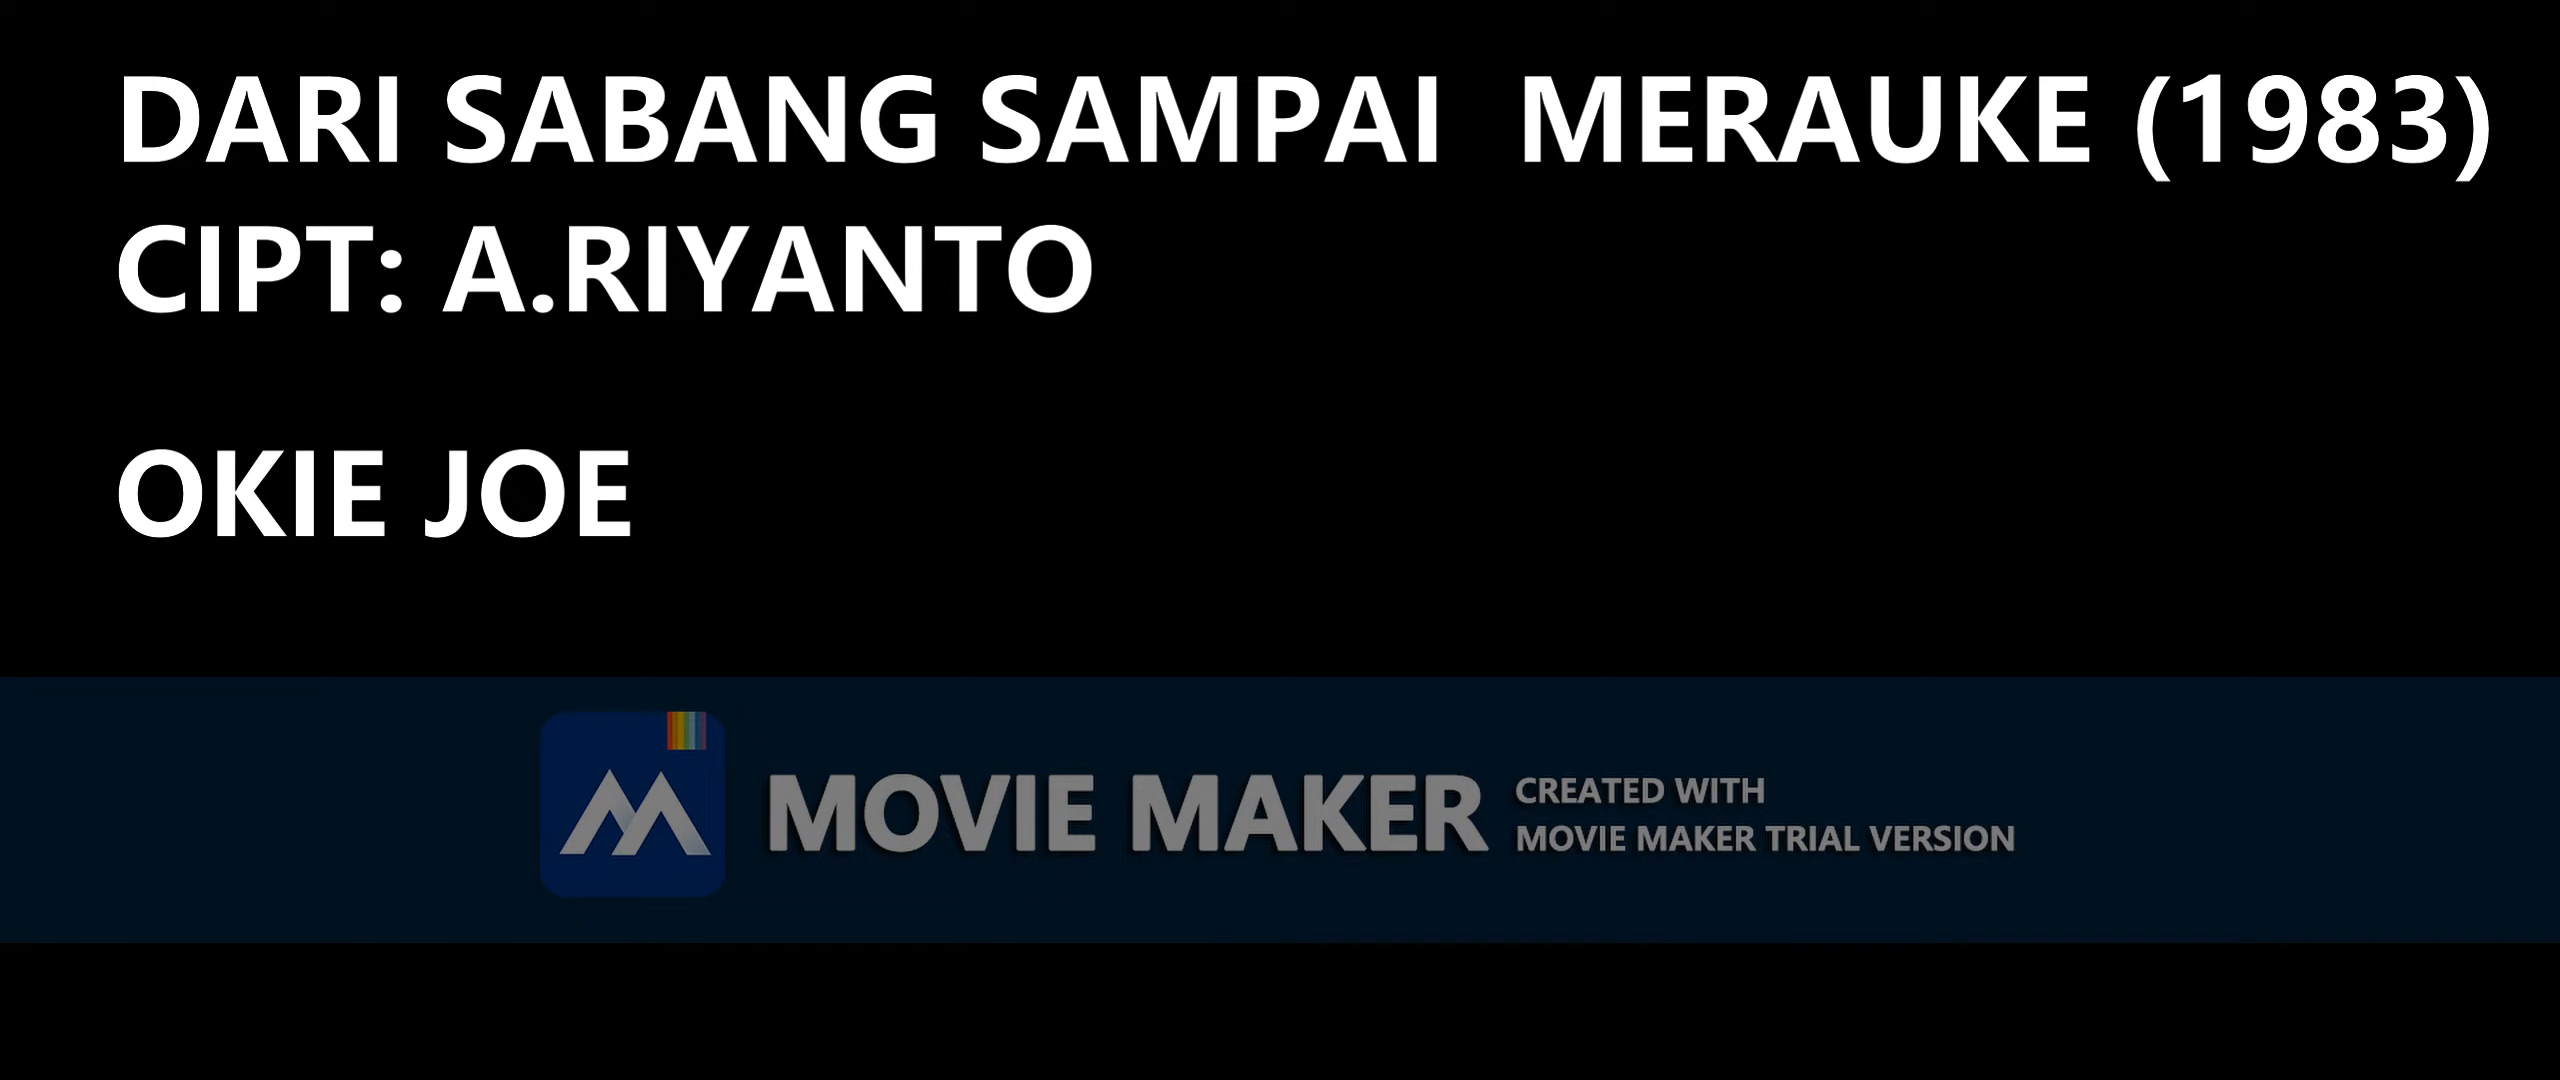 DARI SABANG SAMPAI  MERAUKE (1983)
CIPT: A.RIYANTO
OKIE JOE
MOVIE MAKER
CREATED WITH
MOVIE MAKER TRIAL VERSION